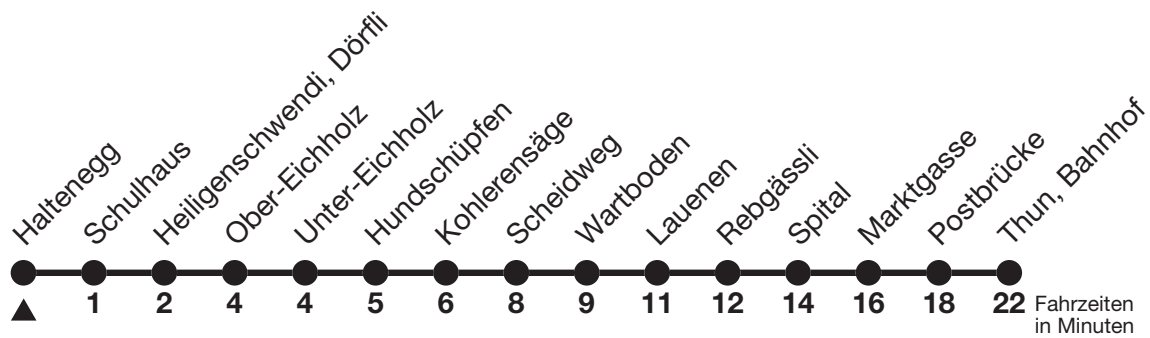 Haltenegg
Schulhaus
Heiligenschwendi, Dörfli
Ober-Eichholz
Unter-Eichholz
Hundschüpfen
Kohlerensäge
Scheidweg
Wartboden
Lauenen
Rebgässli
Spital
Marktgasse
Postbrücke
Thun, Bahnhof
1 2 4 4 5 6 8 9 11 12 14 16 18 22 Fahrzeiten
in Minuten